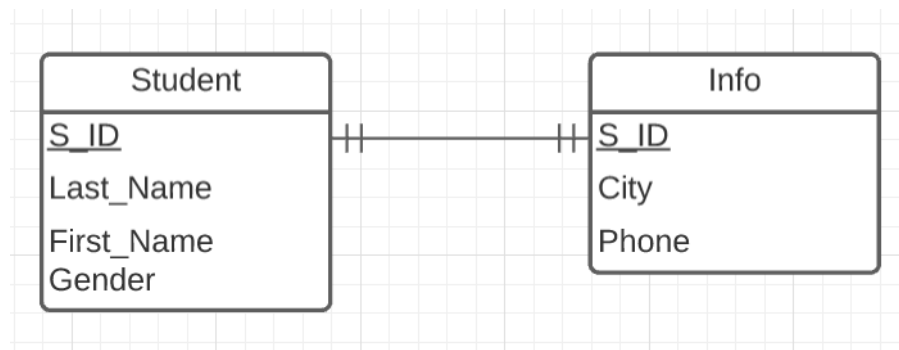 Student
S_ID
Last_Name
First_Name
Gender
Info
S_ID
City
Phone